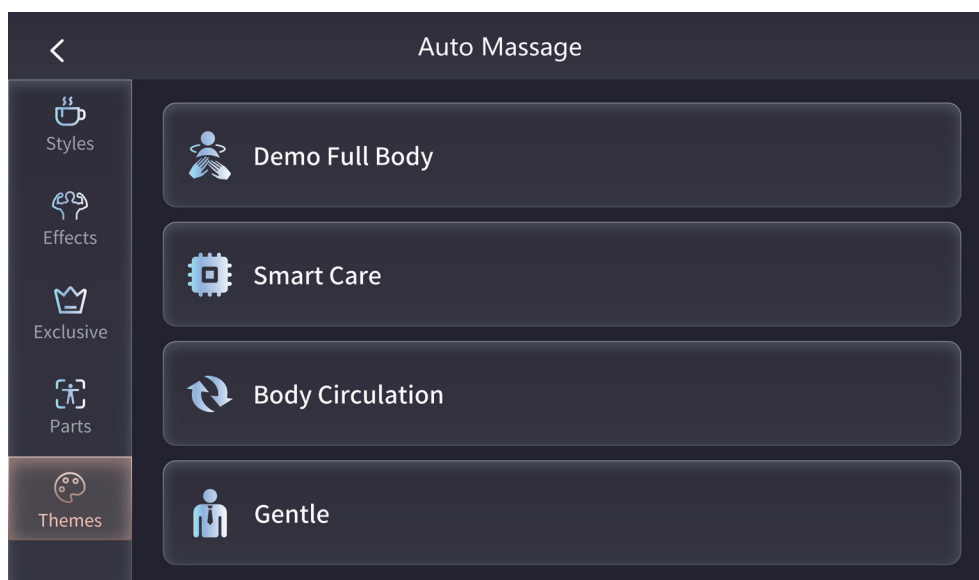 Auto Massage
Styles
Effects
Exclusive
Parts
Themes
Demo Full Body
Smart Care
Body Circulation
Gentle